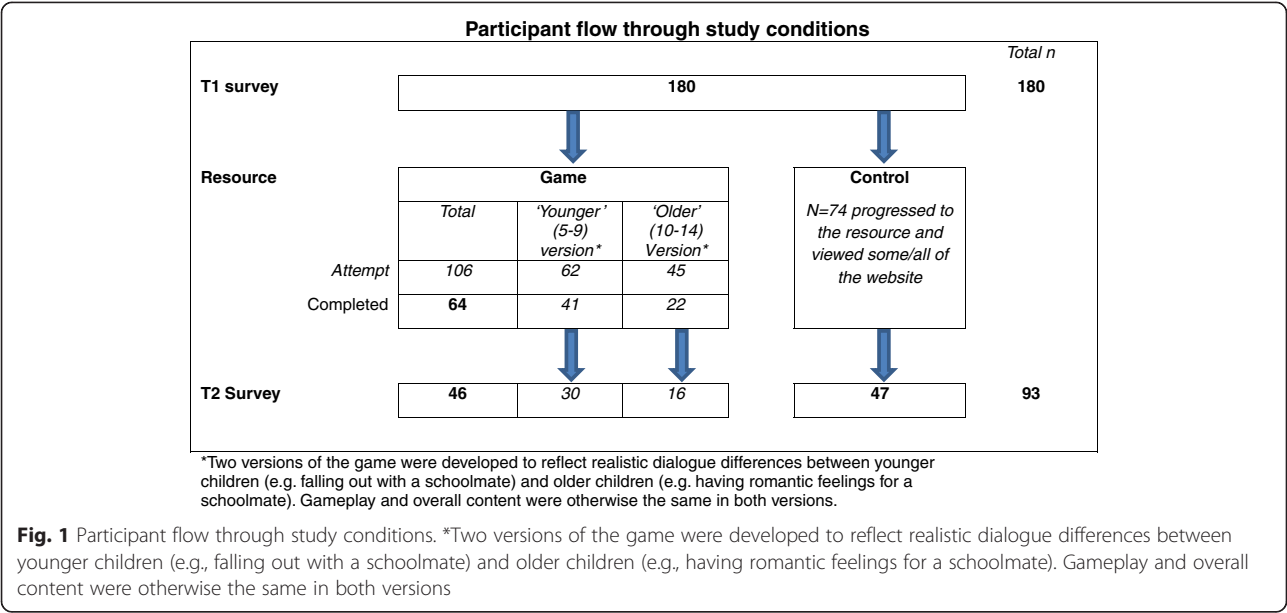 Participant flow through study conditions
Total n
T1 survey 180 180
Resource Game Control
Total 'Younger' 'Older' N=74 progressed to
(5-9) (10-14) the resource and
version* Version* viewed some/all of
Attempt 106 62 45 the website
Completed 64 41 22
T2 Survey 46 30 16 47 93
*Two versions of the game were developed to reflect realistic dialogue differences between younger
children (e.g. falling out with a schoolmate) and older children (e.g. having romantic feelings for a
schoolmate). Gameplay and overall content were otherwise the same in both versions.
Fig. 1 Participant flow through study conditions. *Two versions of the game were developed to reflect realistic dialogue differences between
younger children (e.g., falling out with a schoolmate) and older children (e.g., having romantic feelings for a schoolmate). Gameplay and overall
content were otherwise the same in both versions